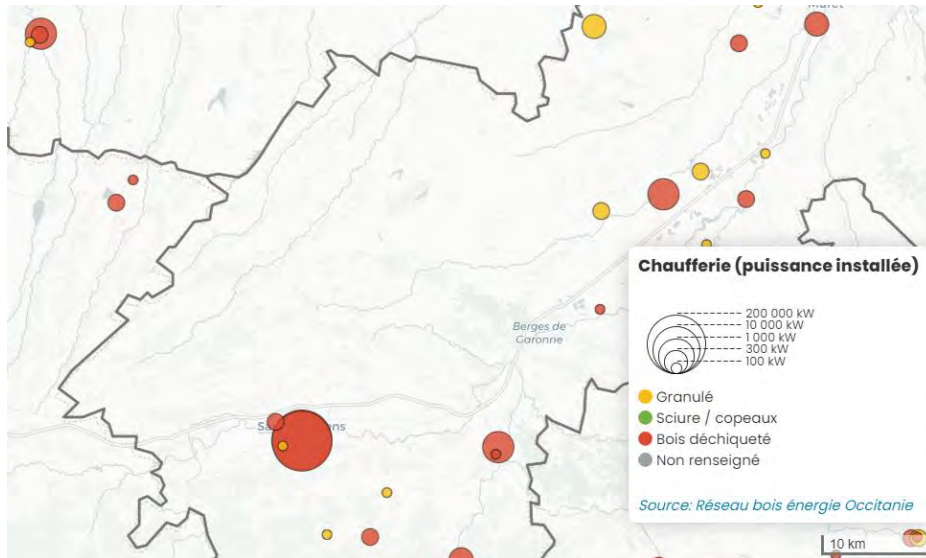 Muret
Berges de
Garonne
Chaufferie (puissance installée)
200 000 kW
10 000 kW
1 000 kW
300 kW
100 kW
Granulé
Sciure / copeaux
Bois déchiqueté
Non renseigné
Source: Réseau bois énergie Occitanie
10 km